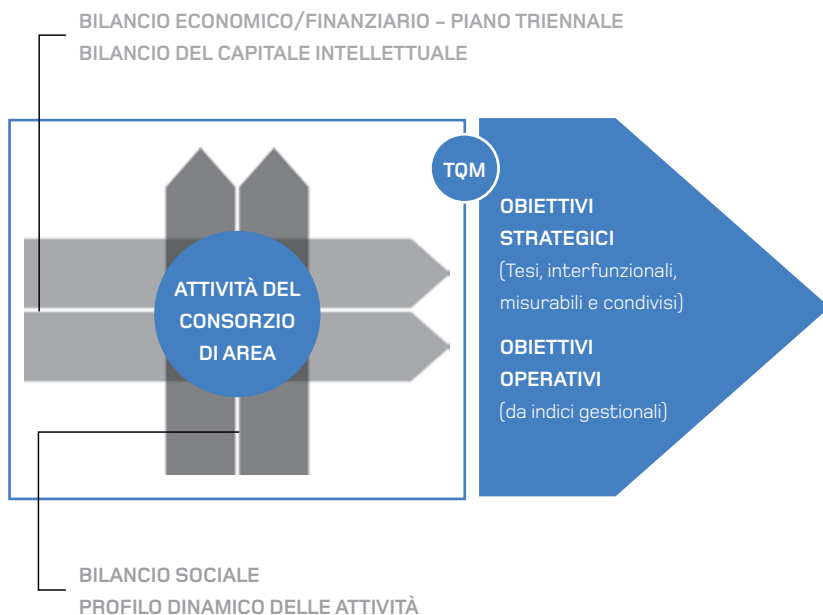 BILANCIO ECONOMICO/FINANZIARIO – PIANO TRIENNALE
BILANCIO DEL CAPITALE INTELLETTUALE
TQM
ATTIVITÀ DEL
CONSORZIO
DI AREA
OBIETTIVI
STRATEGICI
(Tesi, interfunzionali,
misurabili e condivisi)
OBIETTIVI
OPERATIVI
(da indici gestionali)
BILANCIO SOCIALE
PROFILO DINAMICO DELLE ATTIVITÀ